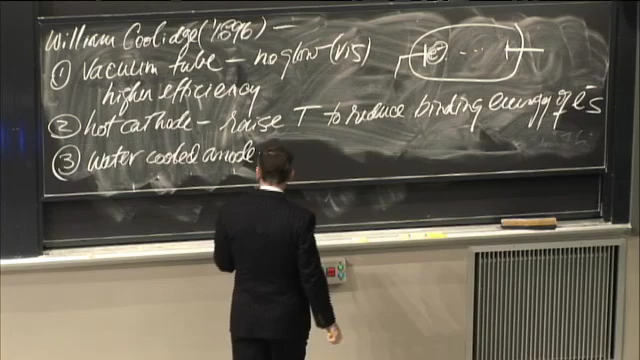 William Coolidge ('1896) —
① vacuum tube – no glow (vis)
higher efficiency
② hot cathode – raise T to reduce binding energy of e⁻s
③ water cooled anode
e⁻ ...